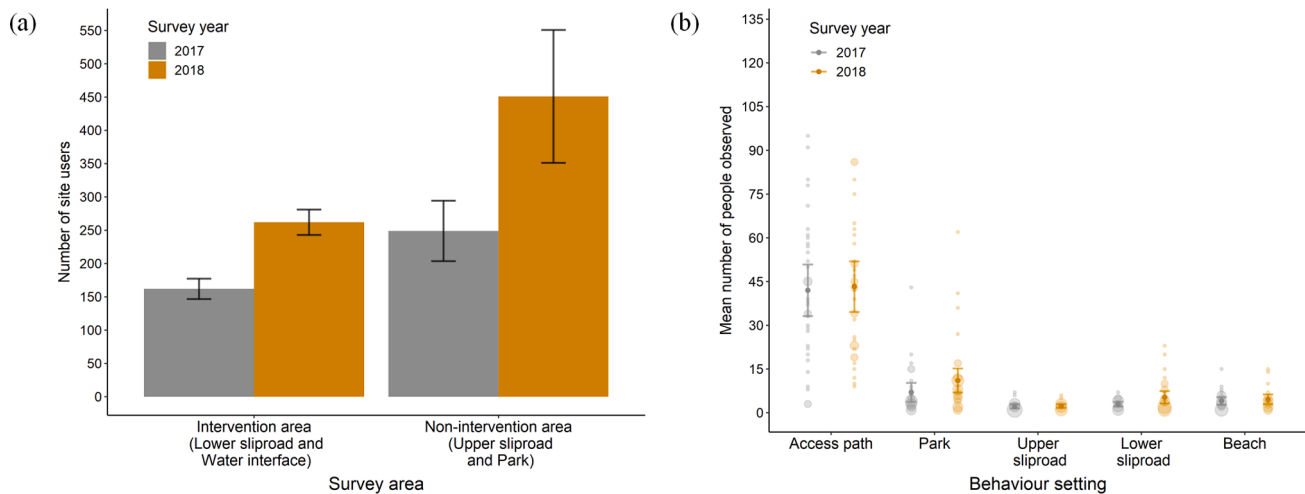 (a)
Survey year
2017
2018
Number of site users
550
500
450
400
350
300
250
200
150
100
50
0
Intervention area
(Lower sliproad and
Water interface)
Non-intervention area
(Upper sliproad
and Park)
Survey area
(b)
Survey year
2017
2018
Mean number of people observed
135
120
105
90
75
60
45
30
15
0
Access path
Park
Upper
sliproad
Lower
sliproad
Beach
Behaviour setting